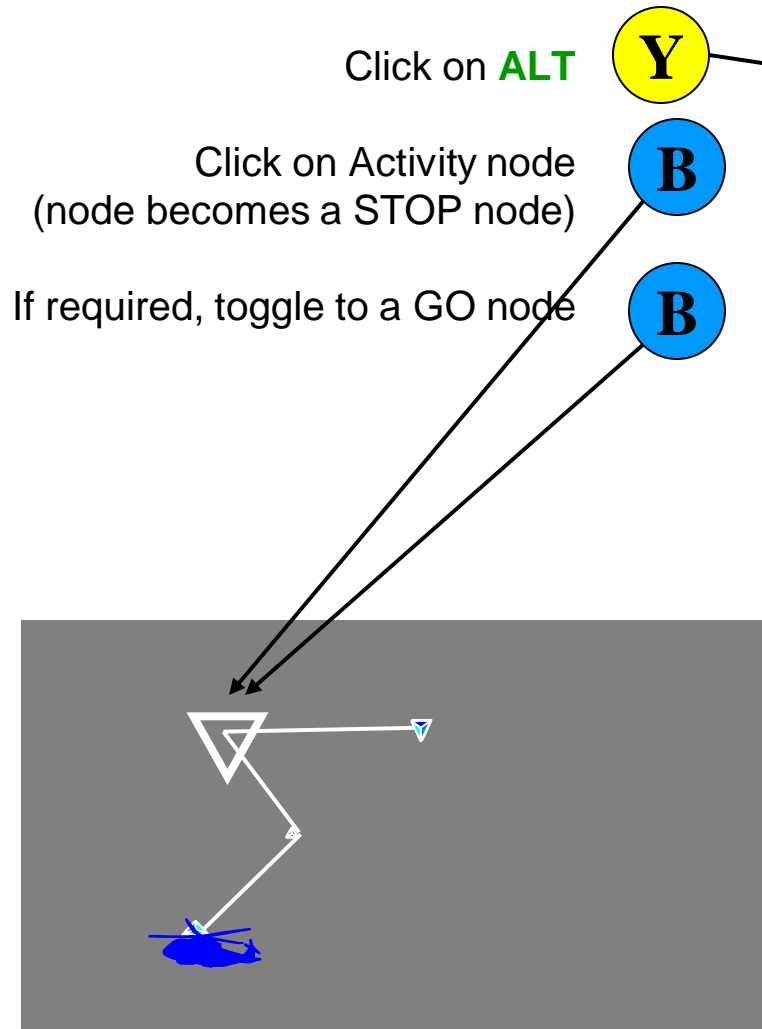 Click on ALT Y
Click on Activity node B
(node becomes a STOP node)
If required, toggle to a GO node B